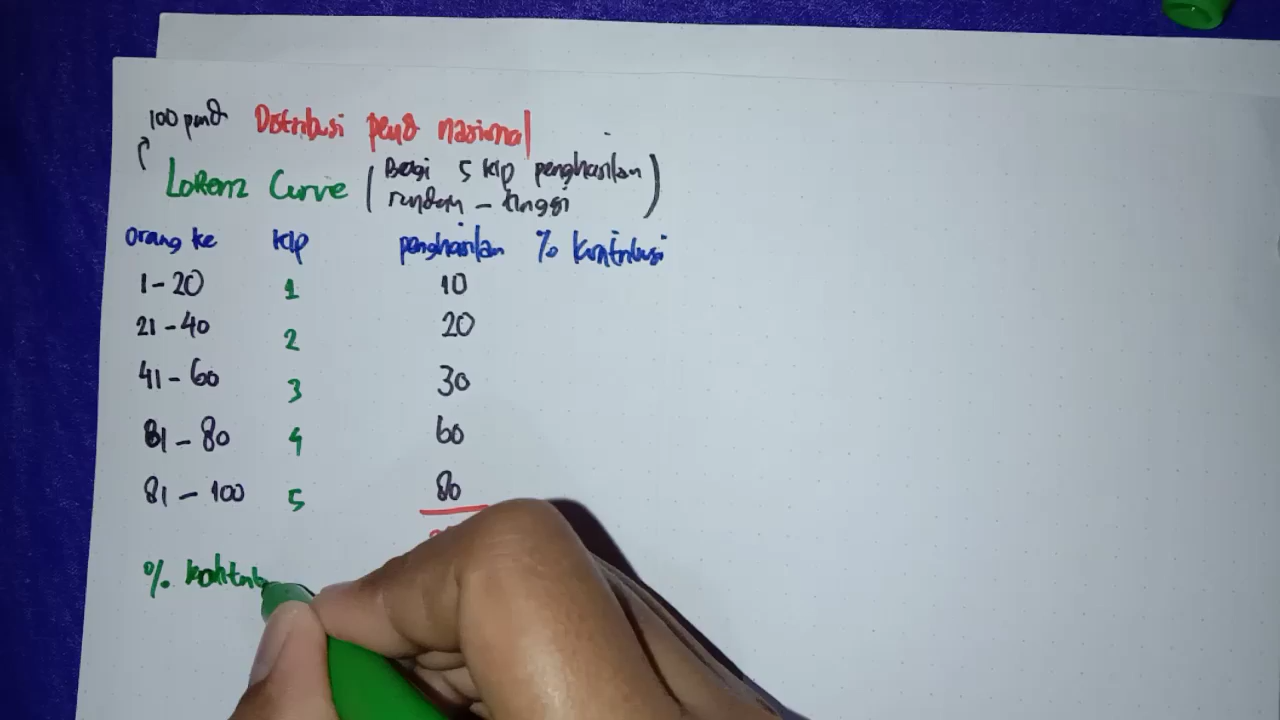 100 pend Distribusi pend nasional
Lorenz Curve (Bagi 5 klp penghasilan
rendah - tinggi)
orang ke klp penghasilan % kontribusi
1-20 1 10
21-40 2 20
41-60 3 30
81-80 4 60
81-100 5 80
%